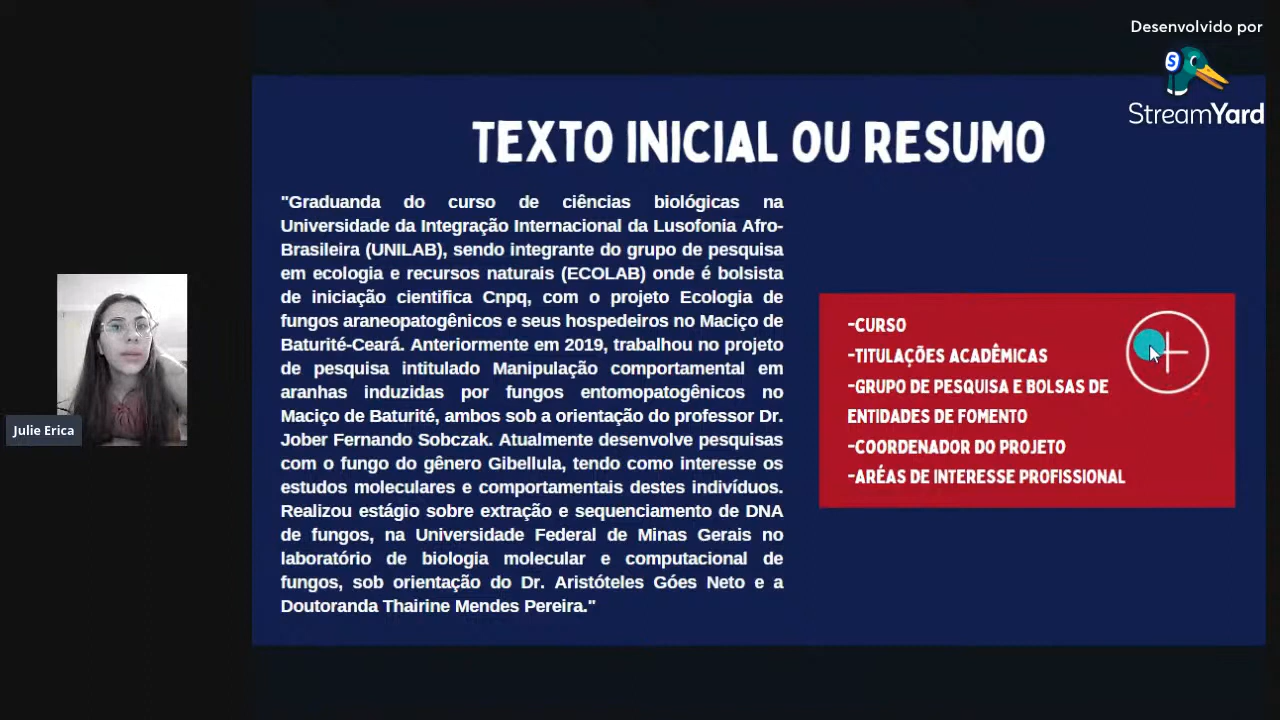 Desenvolvido por
StreamYard
TEXTO INICIAL OU RESUMO
"Graduanda do curso de ciências biológicas na
Universidade da Integração Internacional da Lusofonia Afro-
Brasileira (UNILAB), sendo integrante do grupo de pesquisa
em ecologia e recursos naturais (ECOLAB) onde é bolsista
de iniciação cientifica Cnpq, com o projeto Ecologia de
fungos araneopatogênicos e seus hospedeiros no Maciço de
Baturité-Ceará. Anteriormente em 2019, trabalhou no projeto
de pesquisa intitulado Manipulação comportamental em
aranhas induzidas por fungos entomopatogênicos no
Maciço de Baturité, ambos sob a orientação do professor Dr.
Jober Fernando Sobczak. Atualmente desenvolve pesquisas
com o fungo do gênero Gibellula, tendo como interesse os
estudos moleculares e comportamentais destes indivíduos.
Realizou estágio sobre extração e sequenciamento de DNA
de fungos, na Universidade Federal de Minas Gerais no
laboratório de biologia molecular e computacional de
fungos, sob orientação do Dr. Aristóteles Góes Neto e a
Doutoranda Thairine Mendes Pereira."
-CURSO
-TITULAÇÕES ACADÊMICAS
-GRUPO DE PESQUISA E BOLSAS DE
ENTIDADES DE FOMENTO
-COORDENADOR DO PROJETO
-ARÉAS DE INTERESSE PROFISSIONAL
Julie Erica